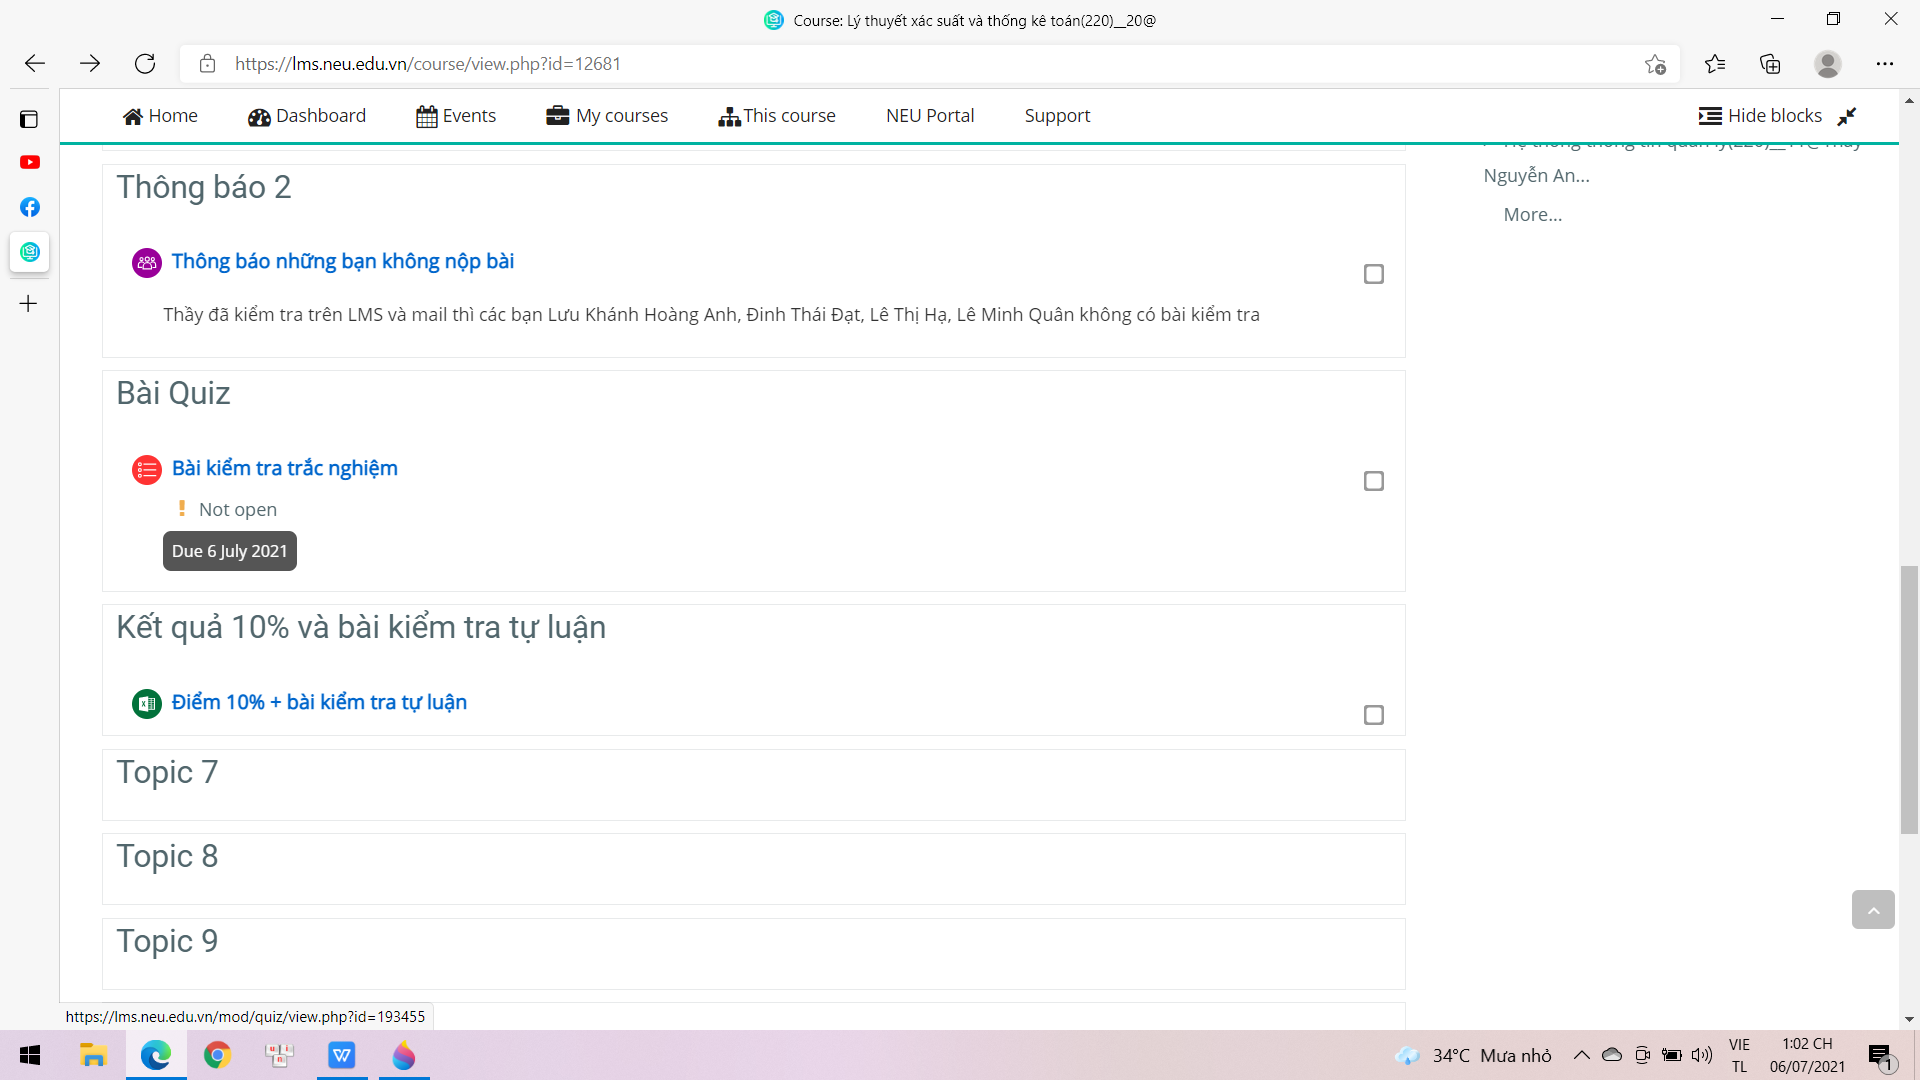 Course: Lý thuyết xác suất và thống kê toán(220)__20@
https://lms.neu.edu.vn/course/view.php?id=12681
Home Dashboard Events My courses This course NEU Portal Support Hide blocks
Nguyễn An...
More...
Thông báo 2
Thông báo những bạn không nộp bài
Thầy đã kiểm tra trên LMS và mail thì các bạn Lưu Khánh Hoàng Anh, Đinh Thái Đạt, Lê Thị Hạ, Lê Minh Quân không có bài kiểm tra
Bài Quiz
Bài kiểm tra trắc nghiệm
Not open
Due 6 July 2021
Kết quả 10% và bài kiểm tra tự luận
Điểm 10% + bài kiểm tra tự luận
Topic 7
Topic 8
Topic 9
https://lms.neu.edu.vn/mod/quiz/view.php?id=193455
34°C Mưa nhỏ
VIE
TL
1:02 CH
06/07/2021
1